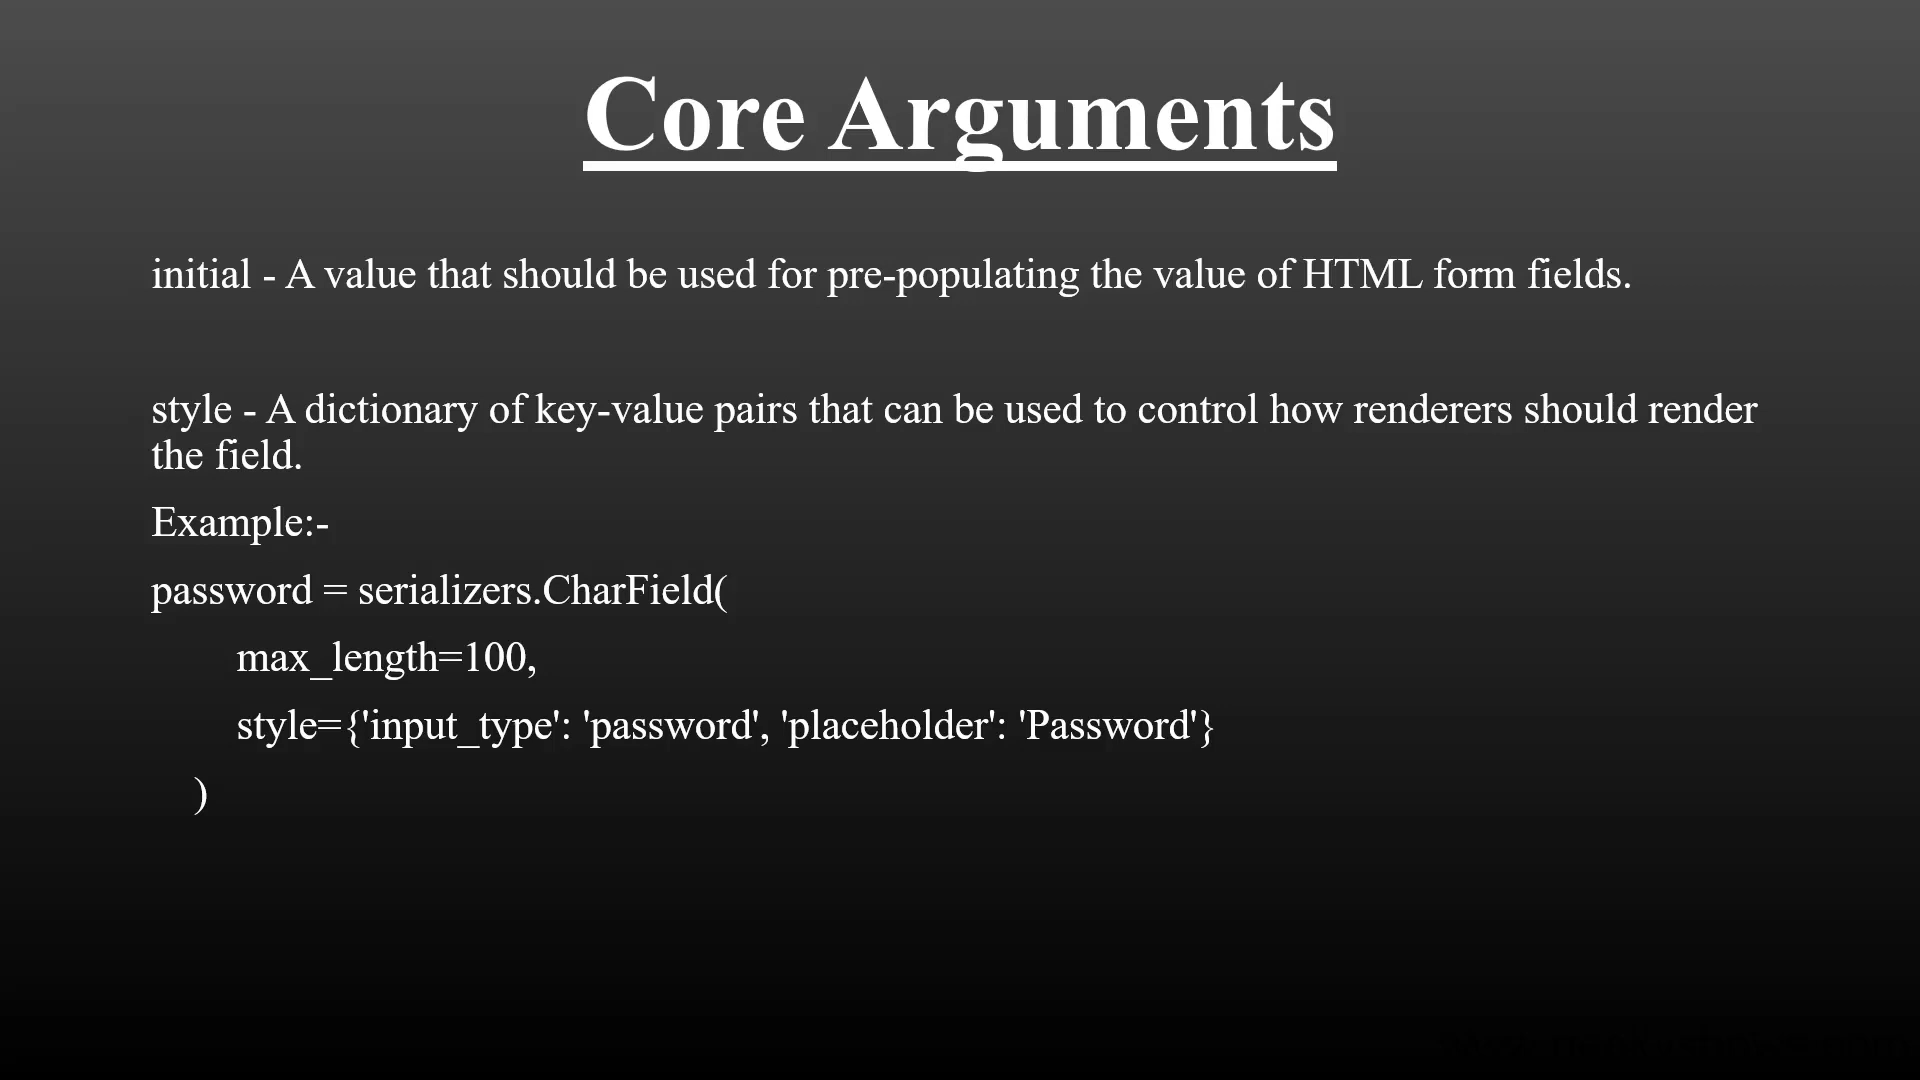 Core Arguments
initial - A value that should be used for pre-populating the value of HTML form fields.
style - A dictionary of key-value pairs that can be used to control how renderers should render
the field.
Example:-
password = serializers.CharField(
max_length=100,
style={'input_type': 'password', 'placeholder': 'Password'}
)